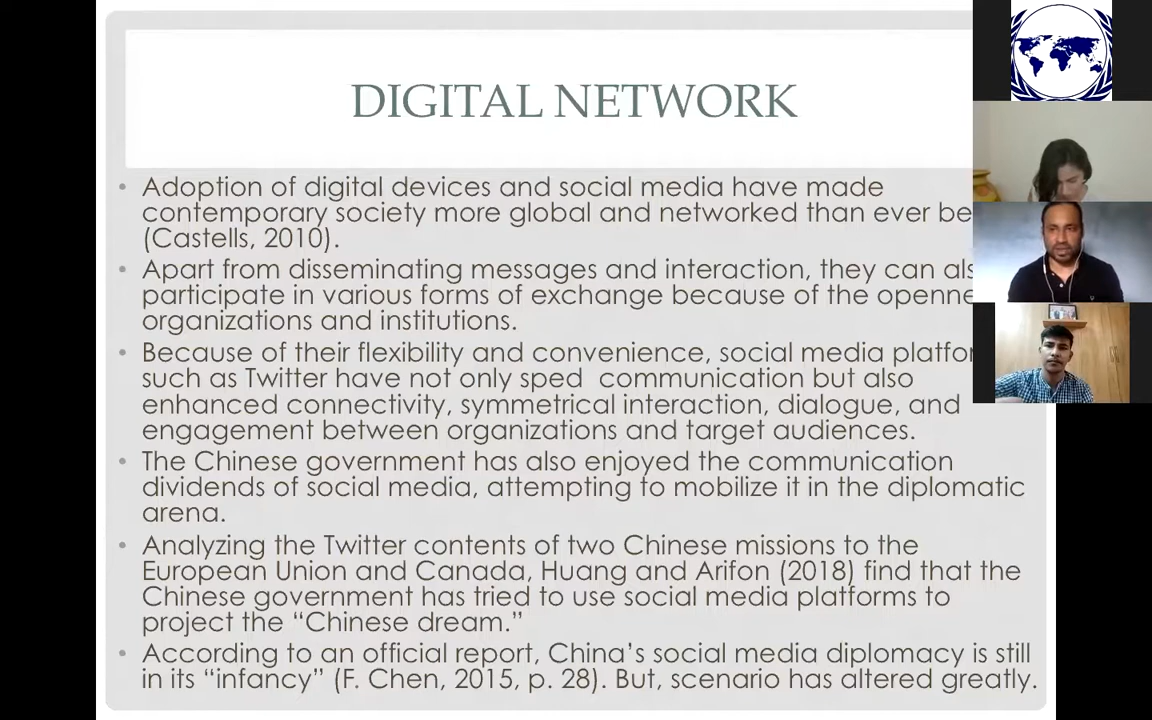 DIGITAL NETWORK
• Adoption of digital devices and social media have made
contemporary society more global and networked than ever be
(Castells, 2010).
• Apart from disseminating messages and interaction, they can als
participate in various forms of exchange because of the openne
organizations and institutions.
• Because of their flexibility and convenience, social media platfor
such as Twitter have not only sped  communication but also
enhanced connectivity, symmetrical interaction, dialogue, and
engagement between organizations and target audiences.
• The Chinese government has also enjoyed the communication
dividends of social media, attempting to mobilize it in the diplomatic
arena.
• Analyzing the Twitter contents of two Chinese missions to the
European Union and Canada, Huang and Arifon (2018) find that the
Chinese government has tried to use social media platforms to
project the “Chinese dream.”
• According to an official report, China’s social media diplomacy is still
in its “infancy” (F. Chen, 2015, p. 28). But, scenario has altered greatly.